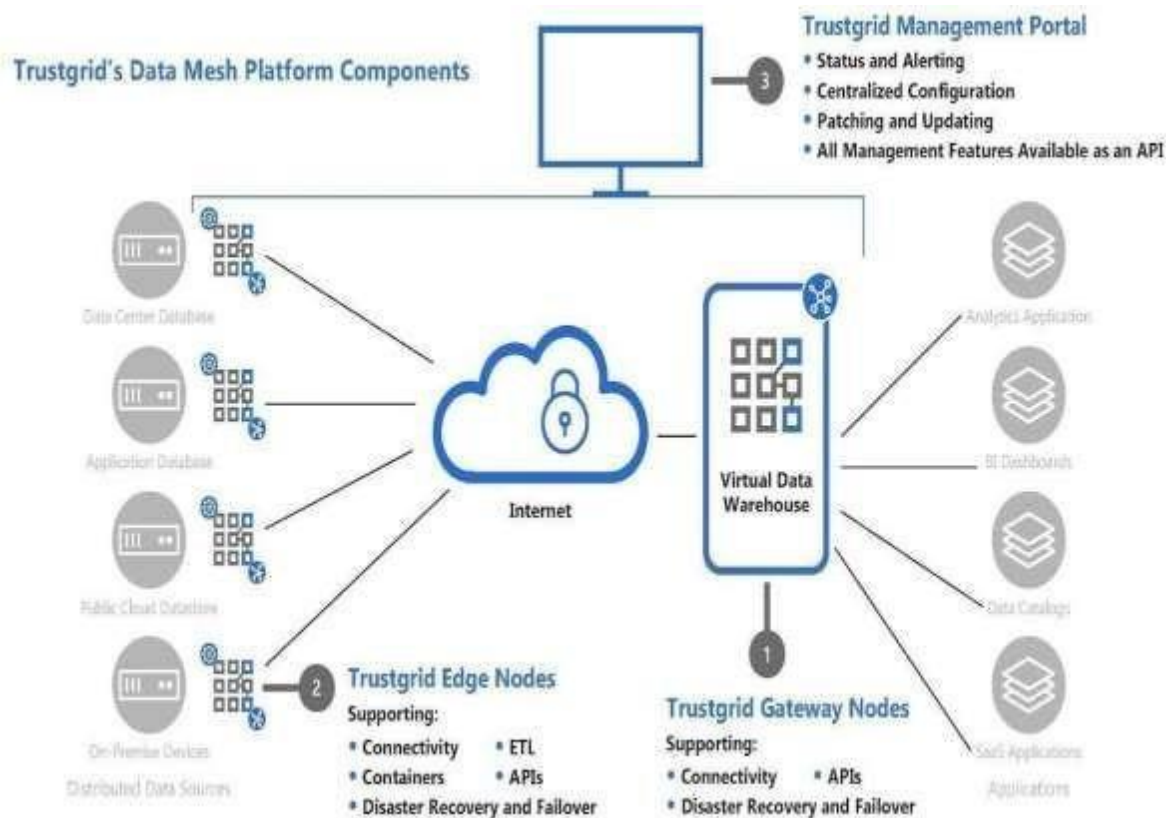 Trustgrid's Data Mesh Platform Components
3
Trustgrid Management Portal
• Status and Alerting
• Centralized Configuration
• Patching and Updating
• All Management Features Available as an API
Data Center Database
Application Database
Public Cloud Datastore
On-Premise Devices
Distributed Data Sources
Internet
Virtual Data
Warehouse
Analytics Application
BI Dashboards
Data Catalogs
SaaS Applications
Applications
2
Trustgrid Edge Nodes
Supporting:
• Connectivity • ETL
• Containers • APIs
• Disaster Recovery and Failover
1
Trustgrid Gateway Nodes
Supporting:
• Connectivity • APIs
• Disaster Recovery and Failover